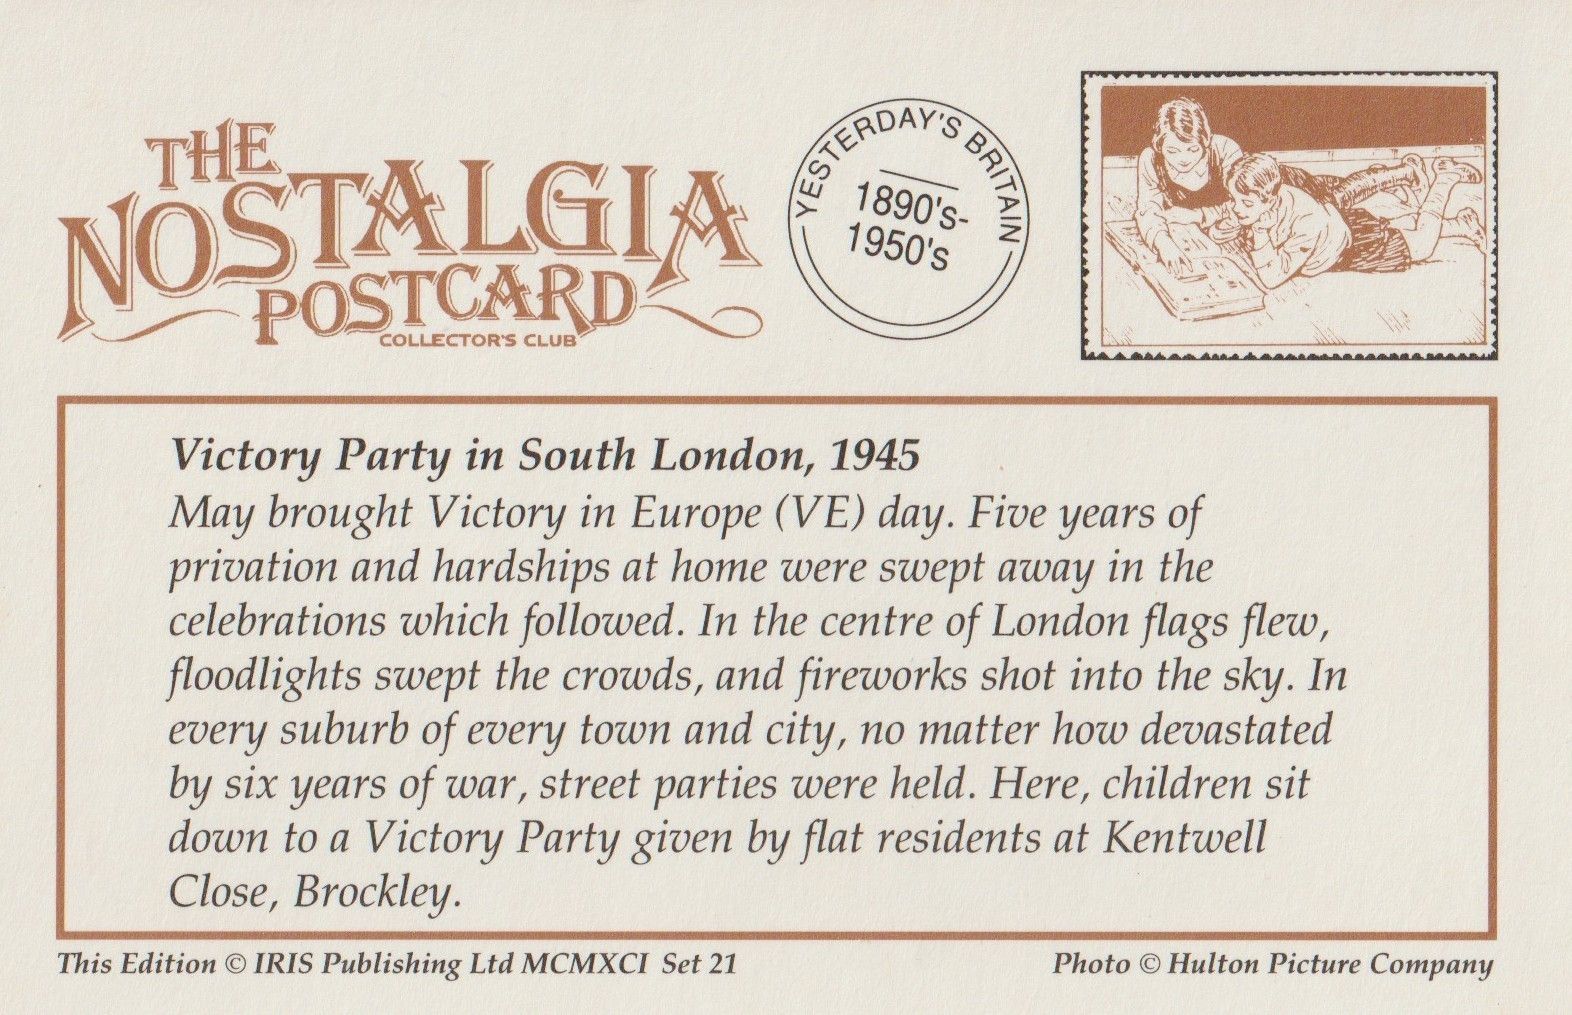 THE
NOSTALGIA
POSTCARD
COLLECTOR'S CLUB
YESTERDAY'S BRITAIN
1890's-
1950's
Victory Party in South London, 1945
May brought Victory in Europe (VE) day. Five years of
privation and hardships at home were swept away in the
celebrations which followed. In the centre of London flags flew,
floodlights swept the crowds, and fireworks shot into the sky. In
every suburb of every town and city, no matter how devastated
by six years of war, street parties were held. Here, children sit
down to a Victory Party given by flat residents at Kentwell
Close, Brockley.
This Edition © IRIS Publishing Ltd MCMXCI Set 21
Photo © Hulton Picture Company